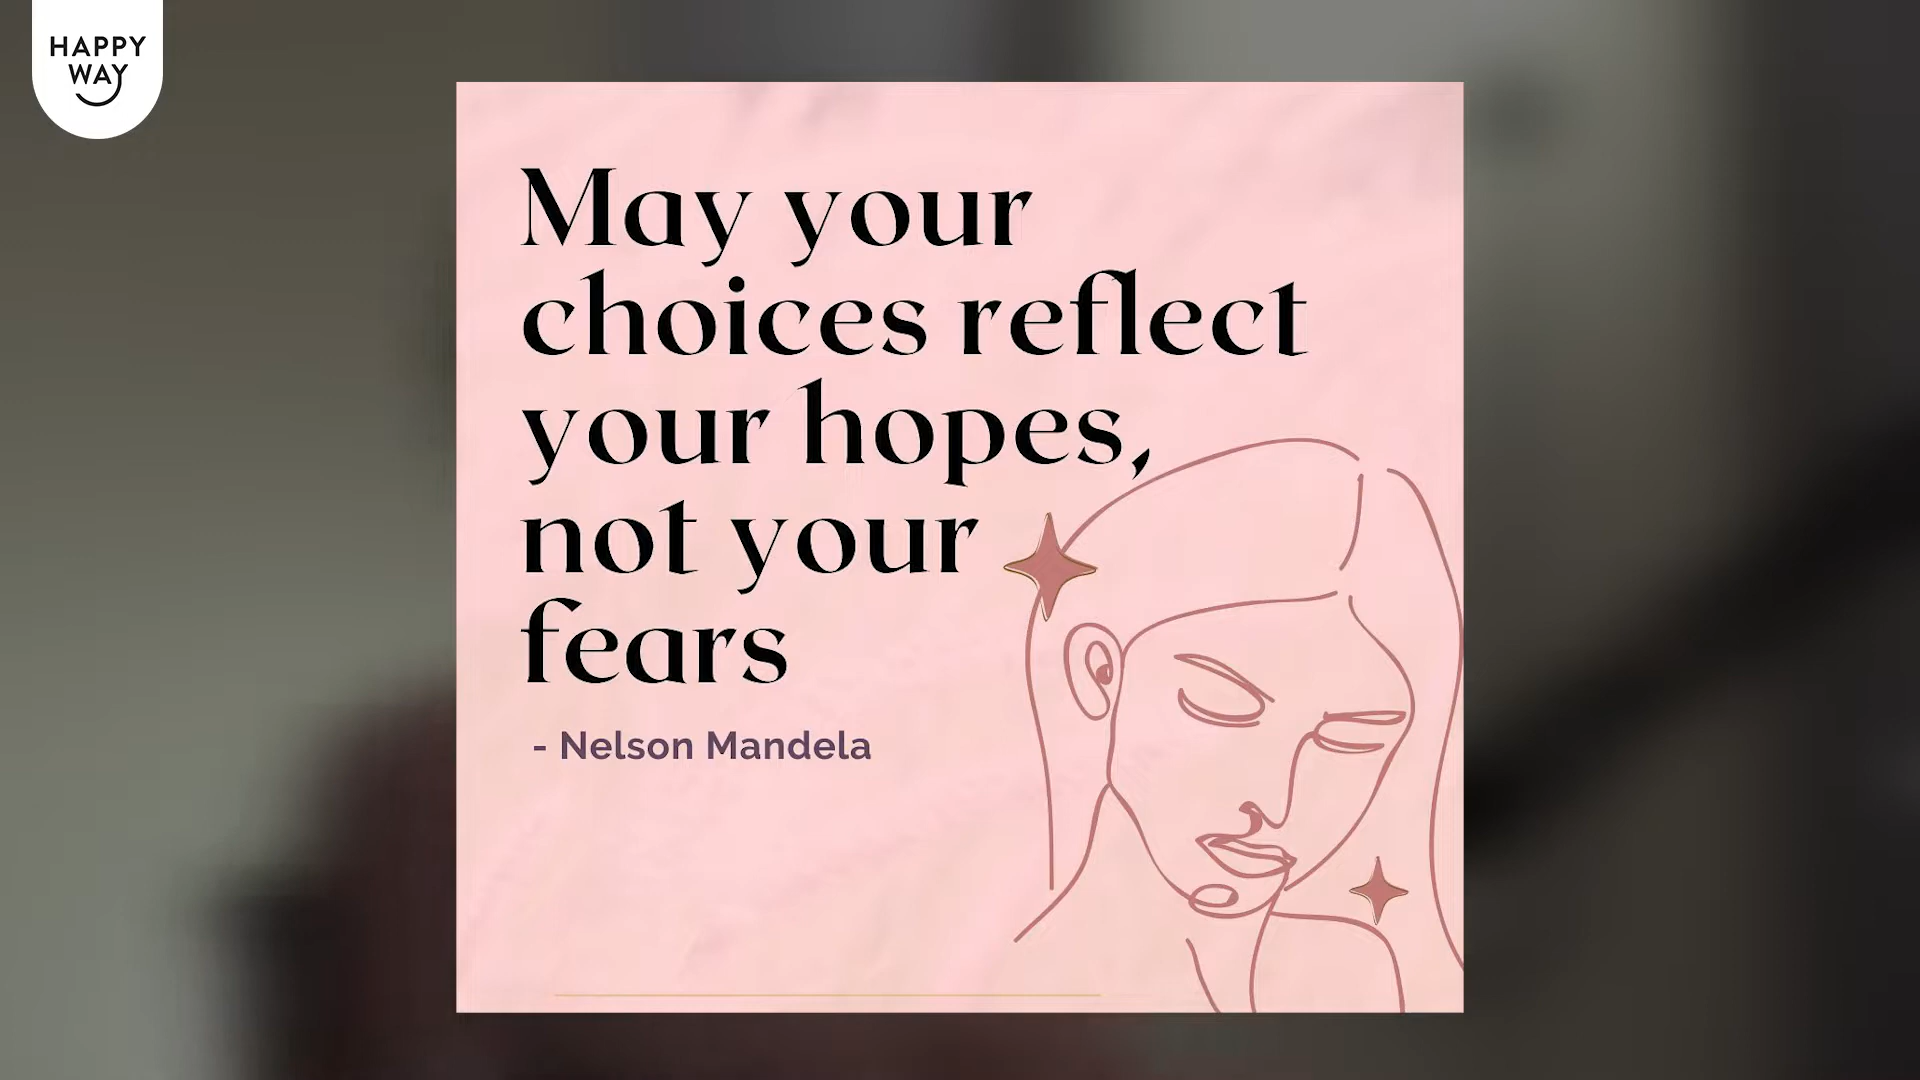 HAPPY
WAY
May your
choices reflect
your hopes,
not your
fears
- Nelson Mandela